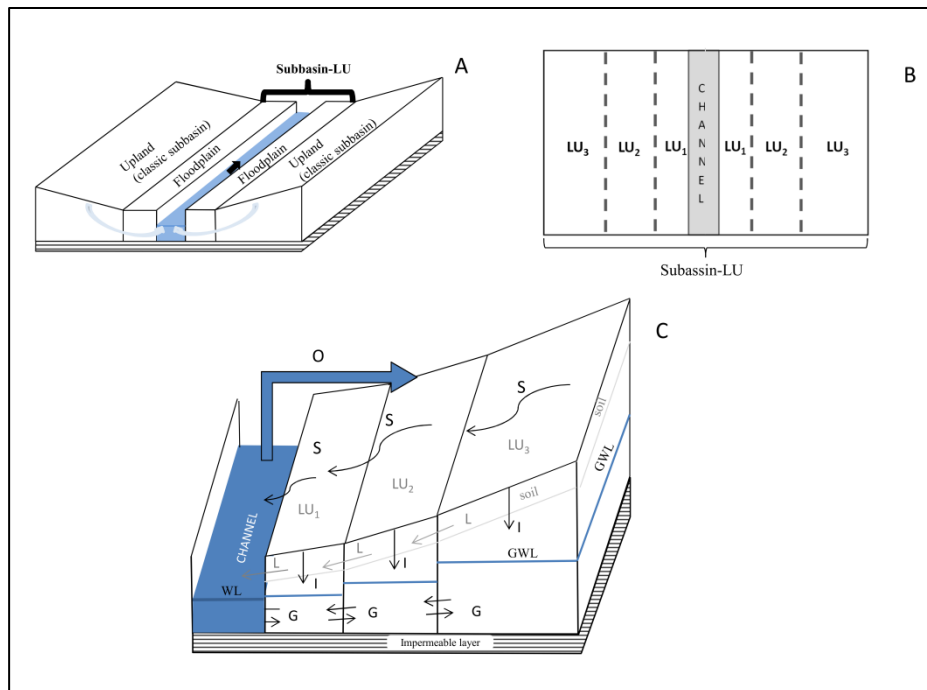 A
Subbasin-LU
Upland
(classic subbasin)
Floodplain
Floodplain
Upland
(classic subbasin)
B
LU3
LU2
LU1
CHANNEL
LU1
LU2
LU3
Subassin-LU
C
O
S
S
S
soil
GWL
LU3
LU2
LU1
soil
CHANNEL
L
L
L
I
I
I
GWL
WL
G
G
G
Impermeable layer